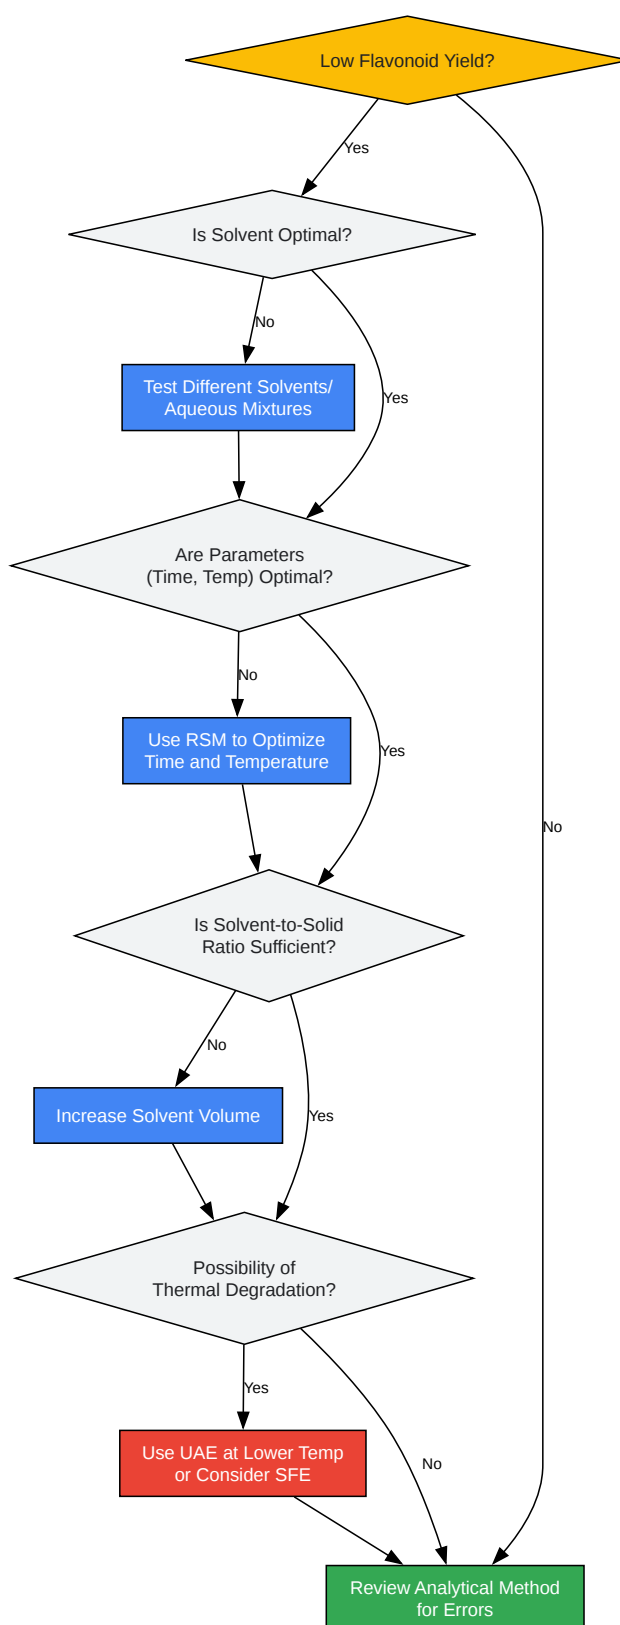 Low Flavonoid Yield?
Yes
Is Solvent Optimal?
No
Test Different Solvents/
Aqueous Mixtures
Yes
Are Parameters
(Time, Temp) Optimal?
No
Use RSM to Optimize
Time and Temperature
Yes
No
Is Solvent-to-Solid
Ratio Sufficient?
No
Increase Solvent Volume
Yes
Possibility of
Thermal Degradation?
Yes
Use UAE at Lower Temp
or Consider SFE
No
Review Analytical Method
for Errors